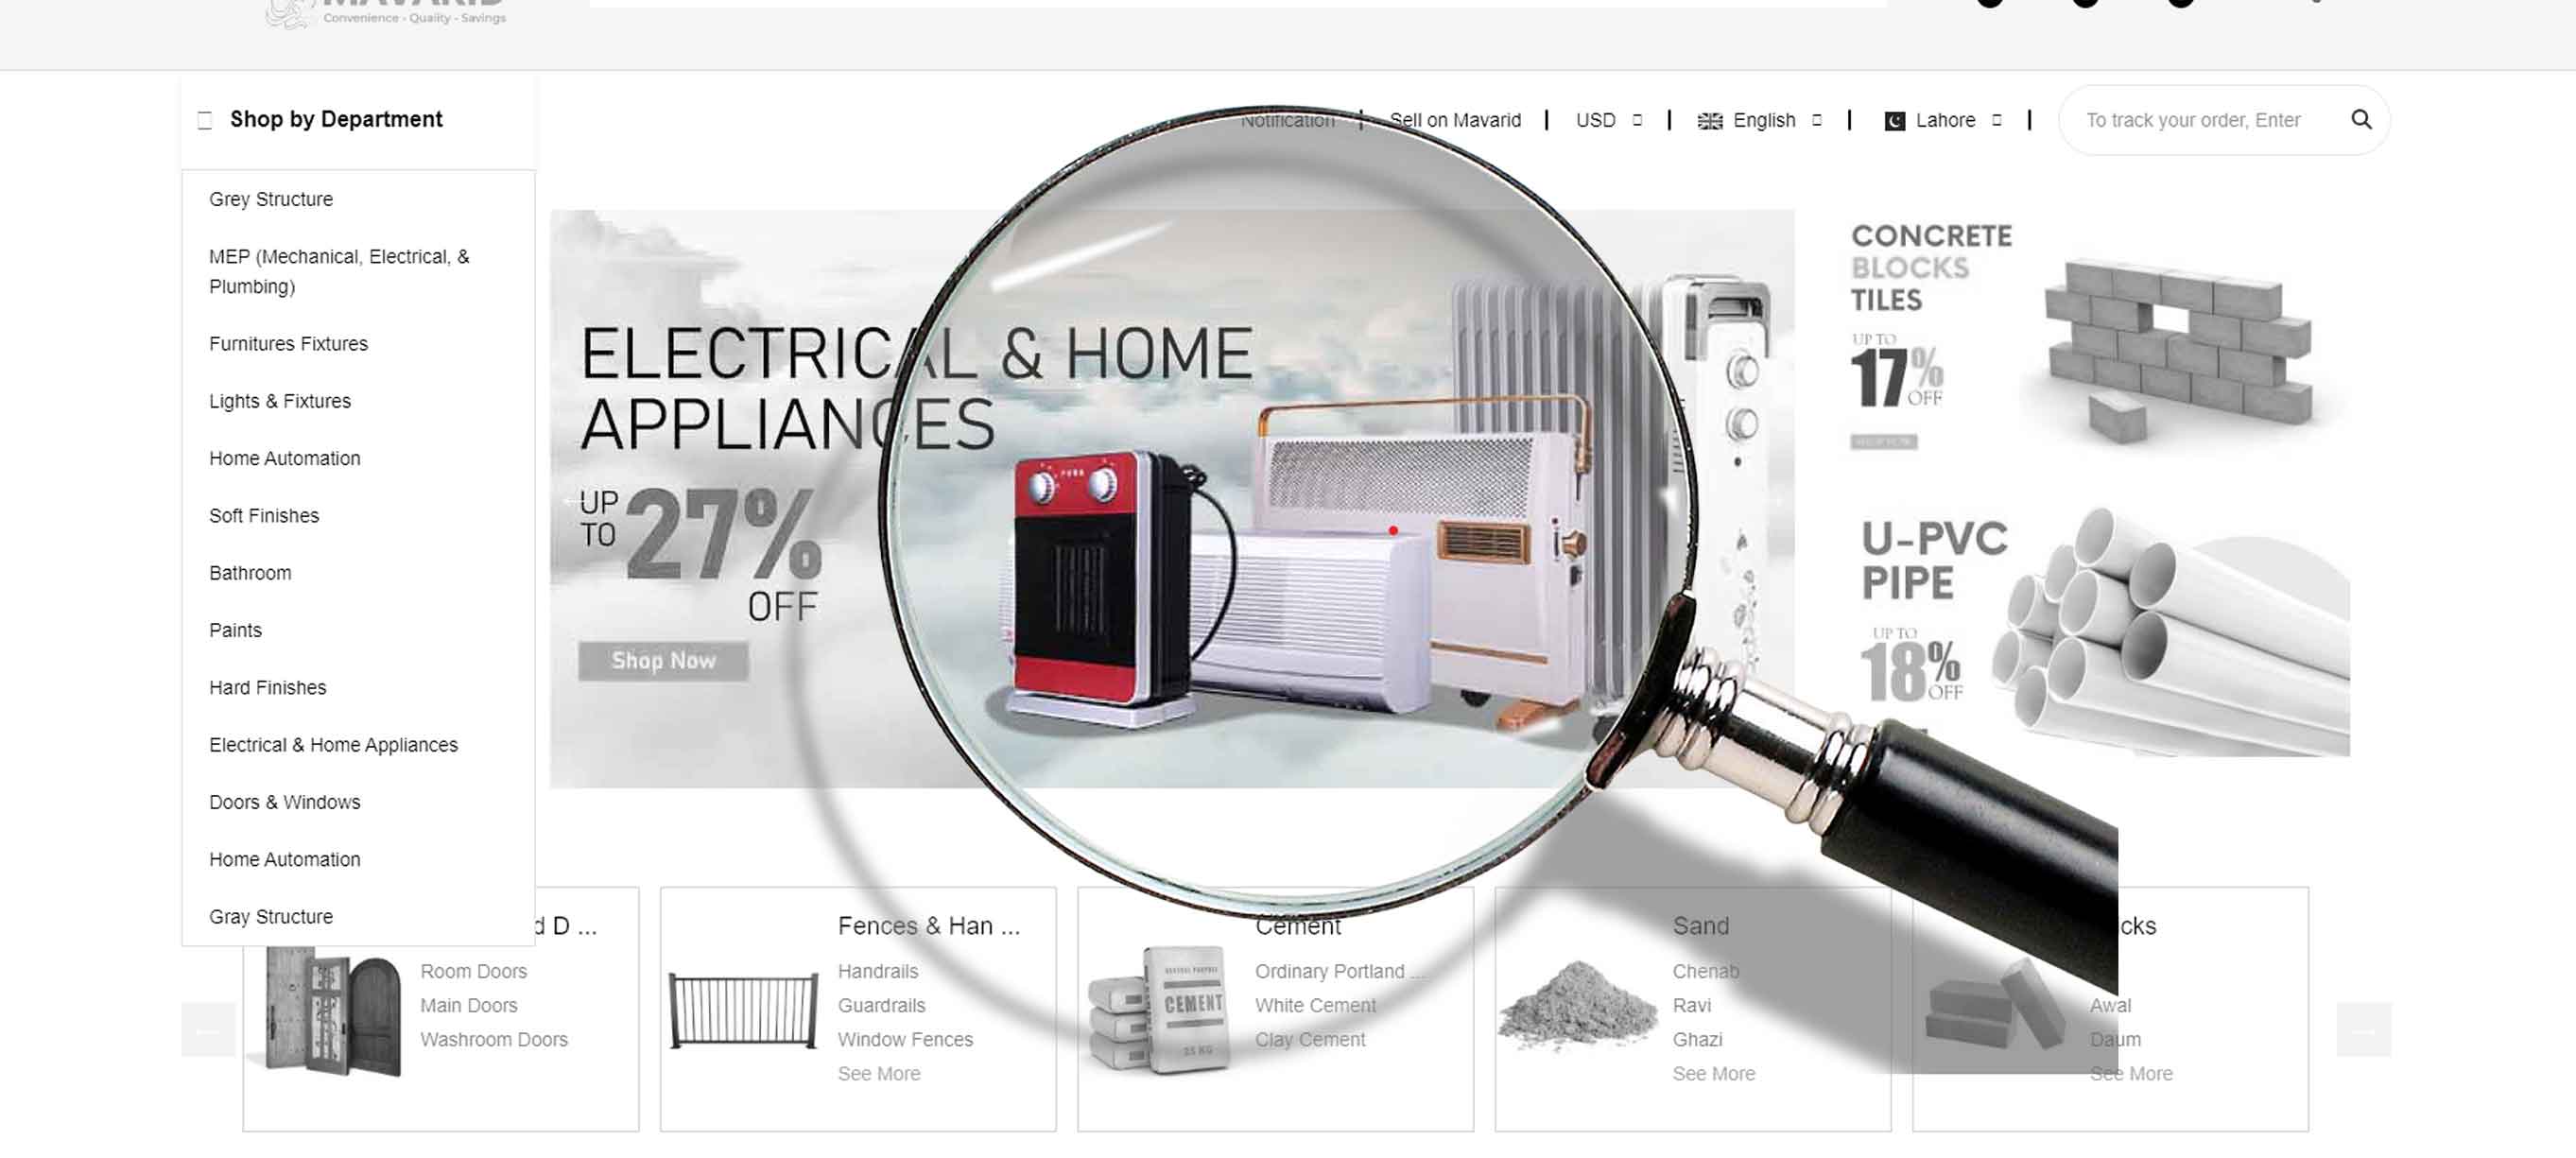 Convenience - Quality - Savings
Shop by Department
Notification
Sell on Mavarid
USD
English
Lahore
To track your order, Enter
Grey Structure
MEP (Mechanical, Electrical, &
Plumbing)
Furnitures Fixtures
Lights & Fixtures
Home Automation
Soft Finishes
Bathroom
Paints
Hard Finishes
Electrical & Home Appliances
Doors & Windows
Home Automation
Gray Structure
ELECTRICAL & HOME
APPLIANCES
UP
TO 27%
OFF
Shop Now
CONCRETE
BLOCKS
TILES
UP TO
17%
OFF
SHOP NOW
U-PVC
PIPE
UP TO
18%
OFF
d D ...
Room Doors
Main Doors
Washroom Doors
Fences & Han ...
Handrails
Guardrails
Window Fences
See More
CEMENT
25 KG
Cement
Ordinary Portland ...
White Cement
Clay Cement
Sand
Chenab
Ravi
Ghazi
See More
cks
Awal
Daum
See More